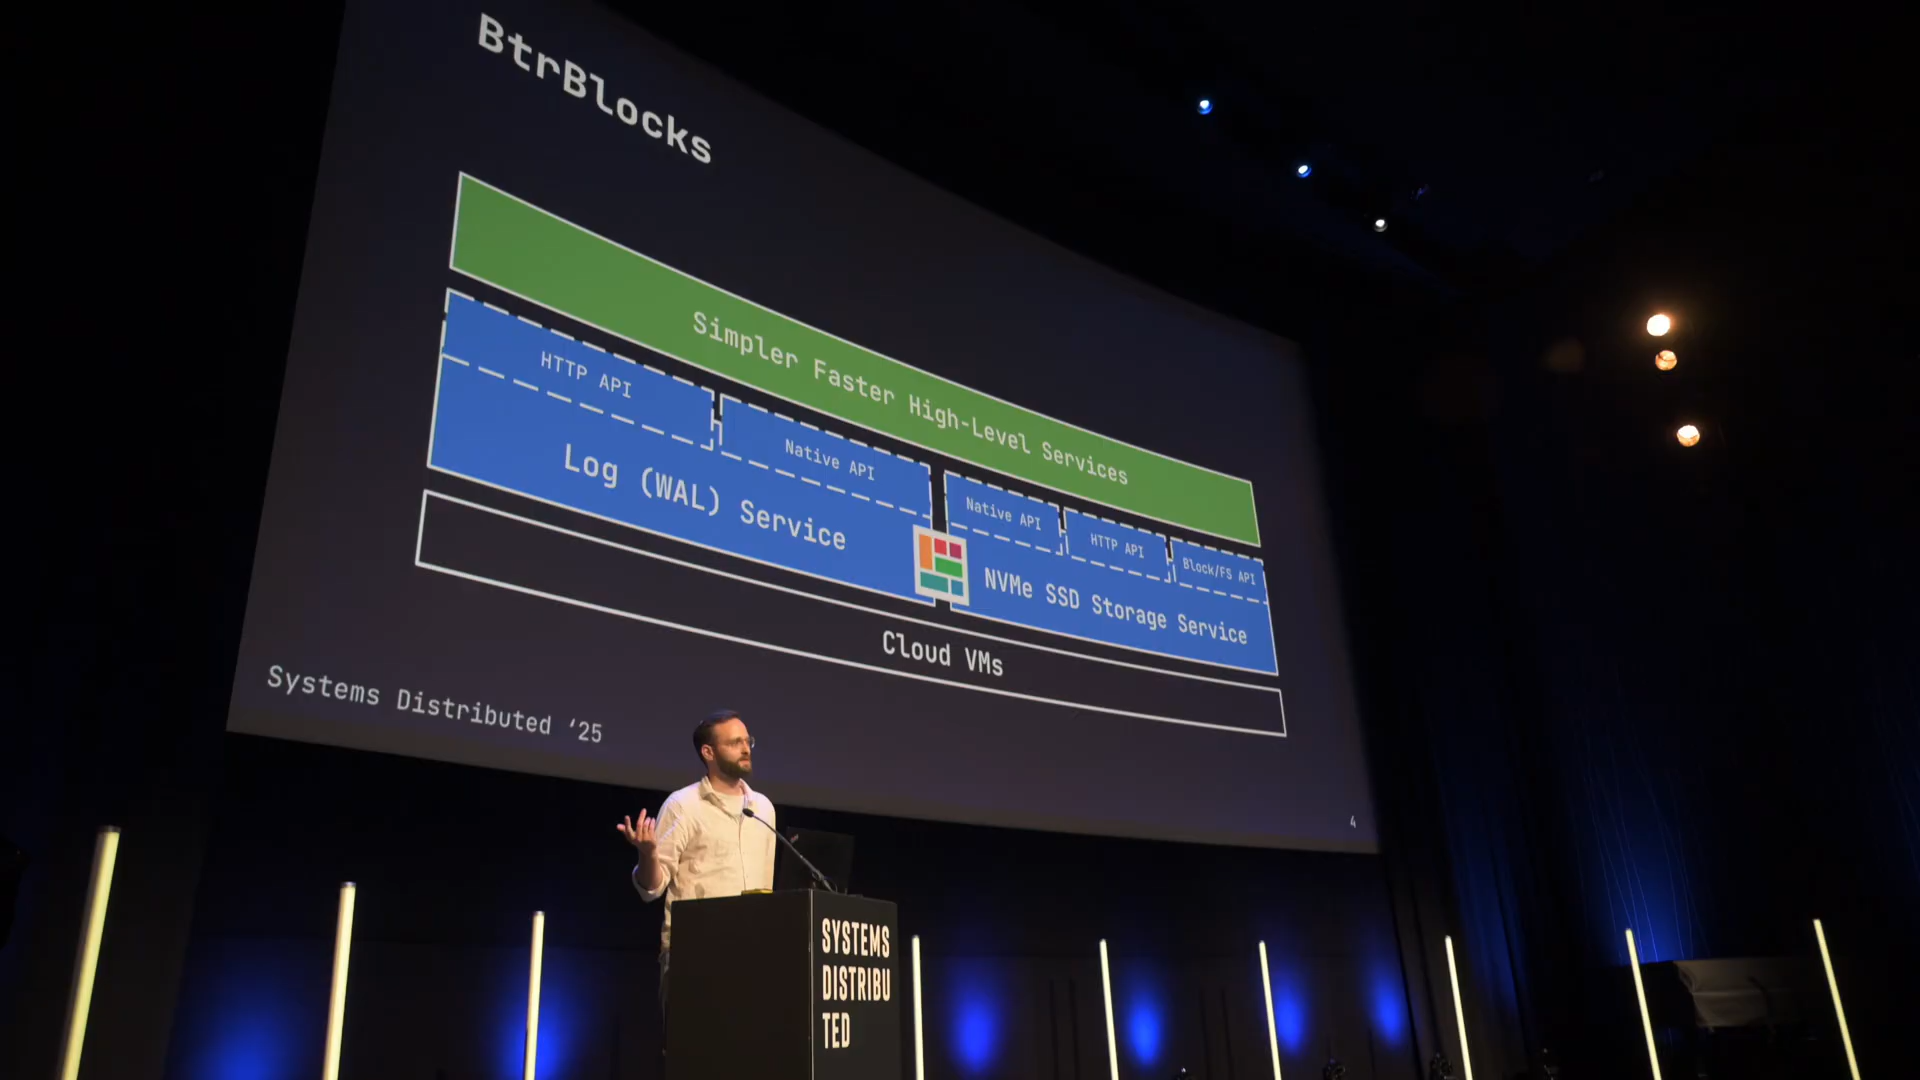 BtrBlocks
Simpler Faster High-Level Services
HTTP API
Native API
Log (WAL) Service
Native API
HTTP API
Block/FS API
NVMe SSD Storage Service
Cloud VMs
Systems Distributed ‘25
4
SYSTEMS
DISTRIBU
TED